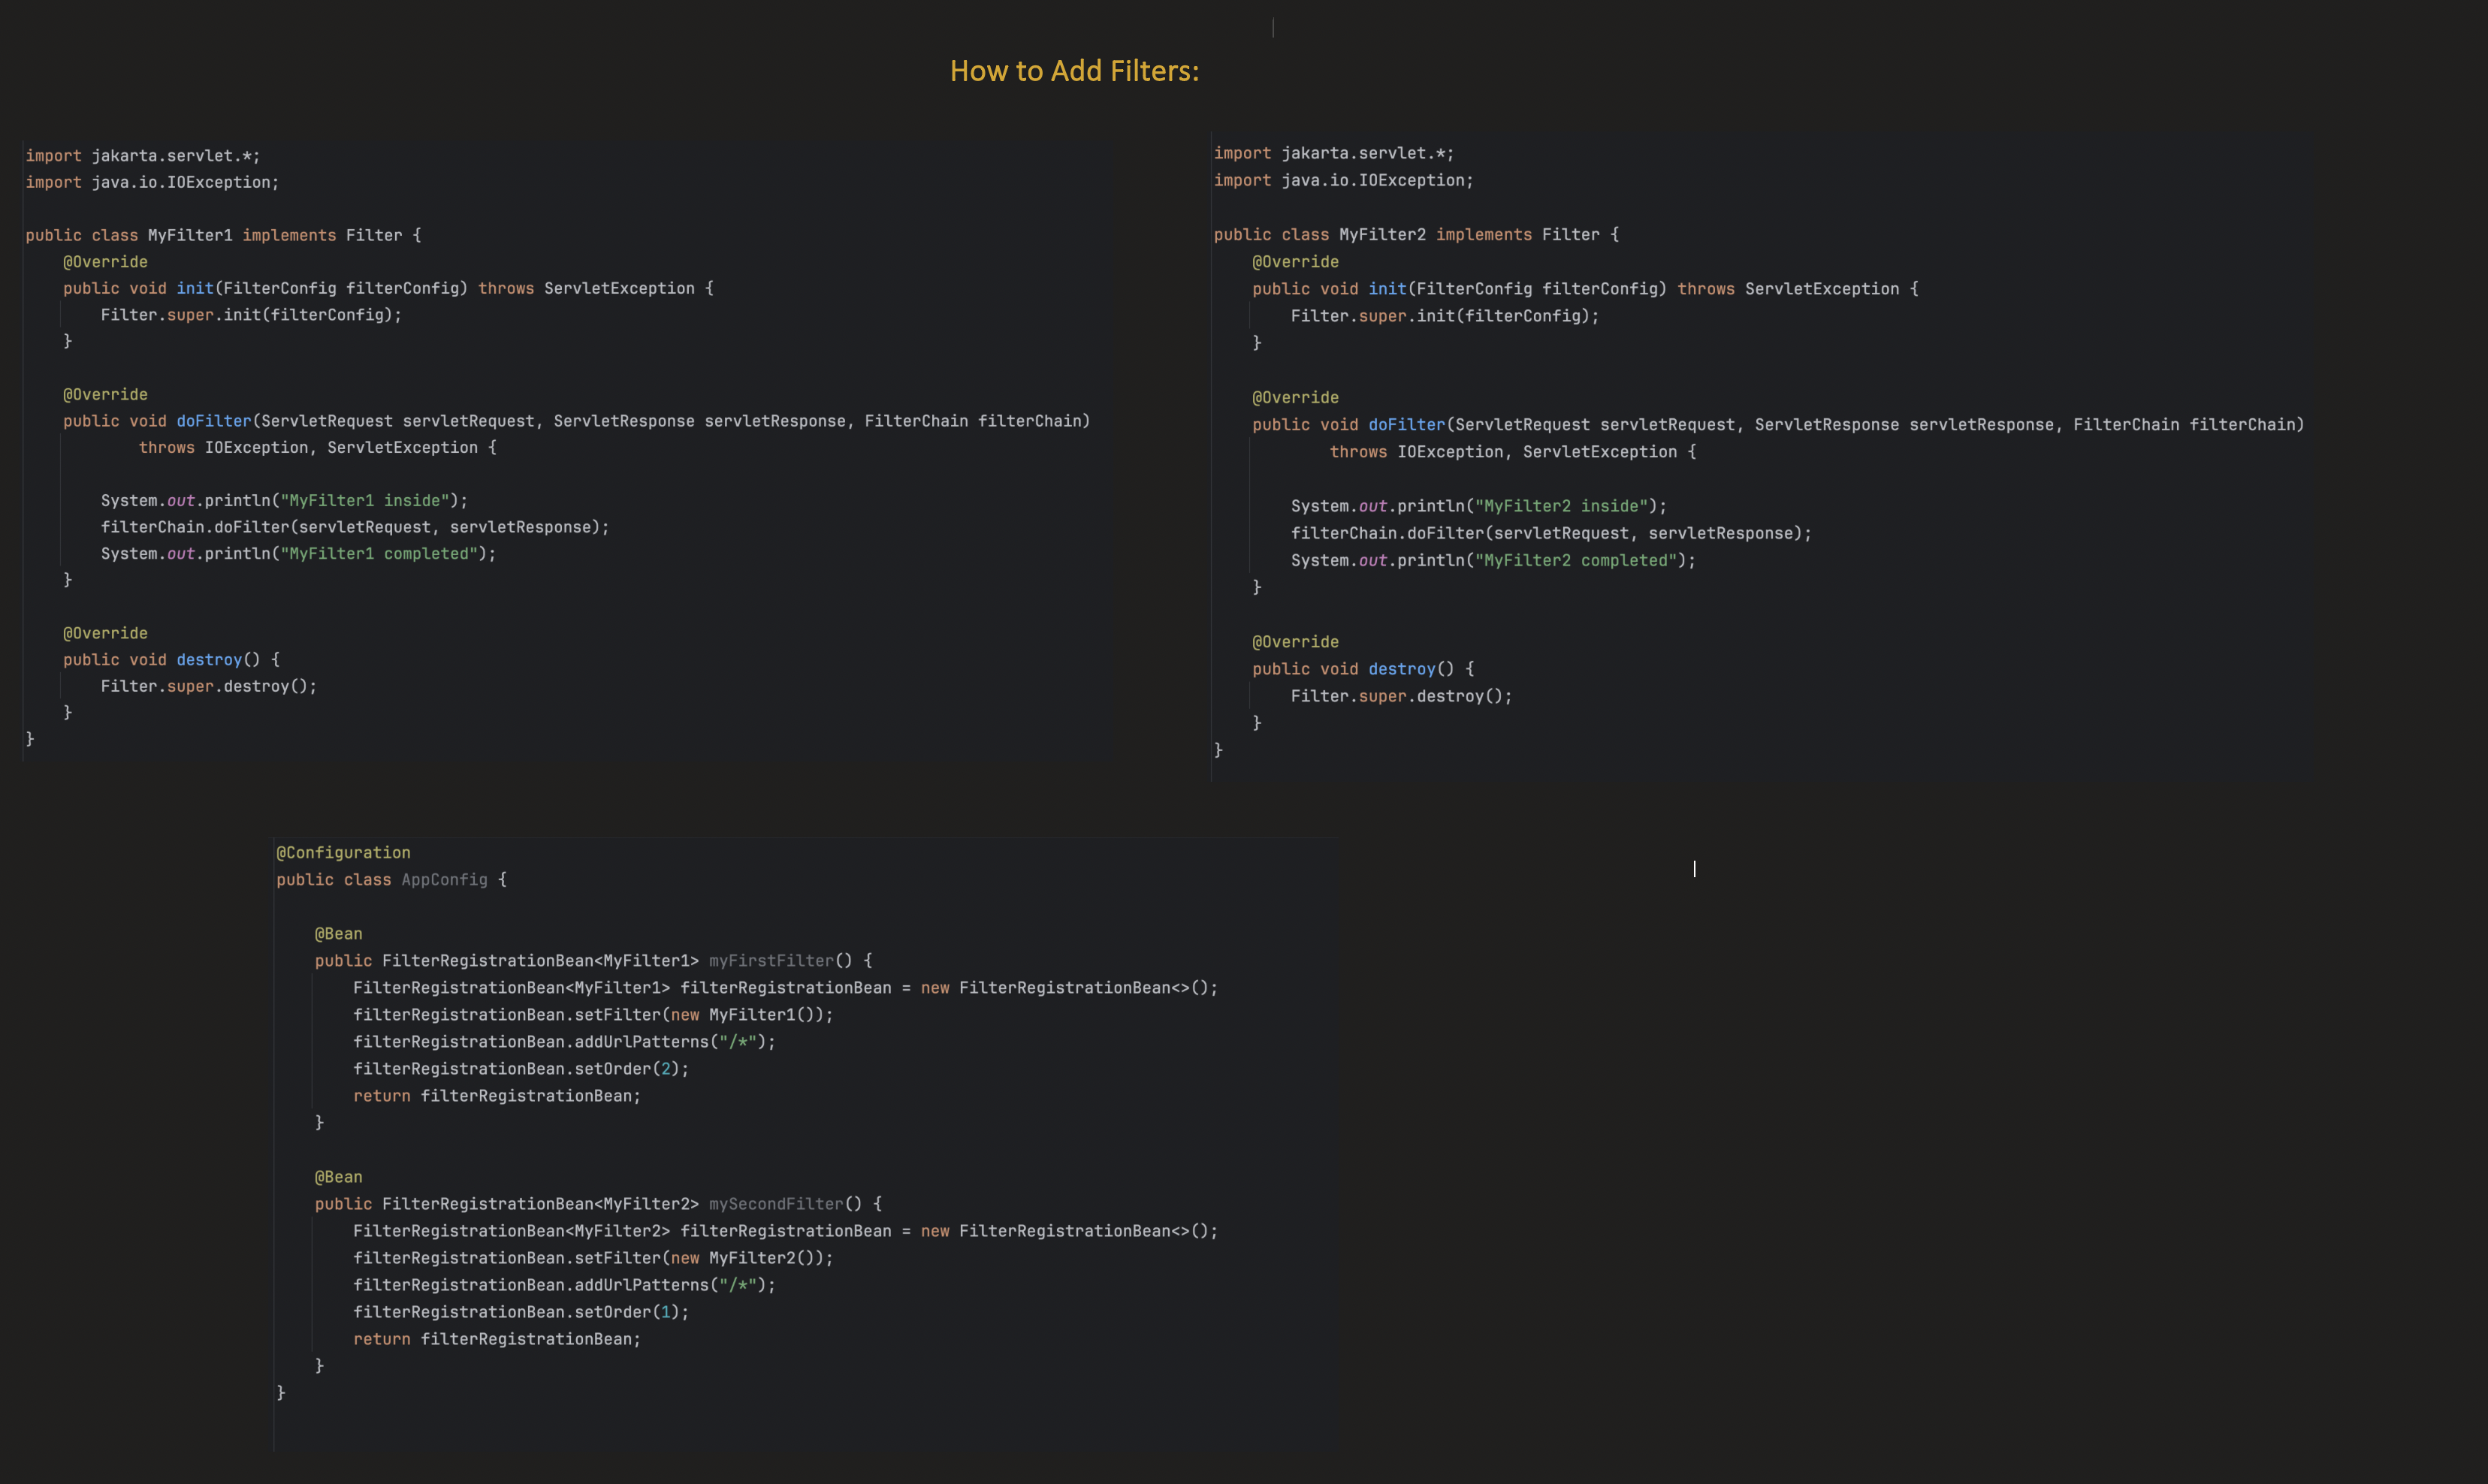 How to Add Filters:
import jakarta.servlet.*;
import java.io.IOException;
public class MyFilter1 implements Filter {
@Override
public void init(FilterConfig filterConfig) throws ServletException {
Filter.super.init(filterConfig);
}
@Override
public void doFilter(ServletRequest servletRequest, ServletResponse servletResponse, FilterChain filterChain)
throws IOException, ServletException {
System.out.println("MyFilter1 inside");
filterChain.doFilter(servletRequest, servletResponse);
System.out.println("MyFilter1 completed");
}
@Override
public void destroy() {
Filter.super.destroy();
}
}
import jakarta.servlet.*;
import java.io.IOException;
public class MyFilter2 implements Filter {
@Override
public void init(FilterConfig filterConfig) throws ServletException {
Filter.super.init(filterConfig);
}
@Override
public void doFilter(ServletRequest servletRequest, ServletResponse servletResponse, FilterChain filterChain)
throws IOException, ServletException {
System.out.println("MyFilter2 inside");
filterChain.doFilter(servletRequest, servletResponse);
System.out.println("MyFilter2 completed");
}
@Override
public void destroy() {
Filter.super.destroy();
}
}
@Configuration
public class AppConfig {
@Bean
public FilterRegistrationBean<MyFilter1> myFirstFilter() {
FilterRegistrationBean<MyFilter1> filterRegistrationBean = new FilterRegistrationBean<>();
filterRegistrationBean.setFilter(new MyFilter1());
filterRegistrationBean.addUrlPatterns("/*");
filterRegistrationBean.setOrder(2);
return filterRegistrationBean;
}
@Bean
public FilterRegistrationBean<MyFilter2> mySecondFilter() {
FilterRegistrationBean<MyFilter2> filterRegistrationBean = new FilterRegistrationBean<>();
filterRegistrationBean.setFilter(new MyFilter2());
filterRegistrationBean.addUrlPatterns("/*");
filterRegistrationBean.setOrder(1);
return filterRegistrationBean;
}
}